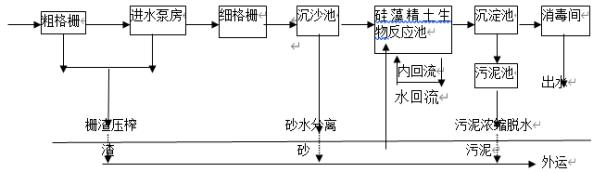 粗格栅
进水泵房
细格栅
沉沙池
硅藻精土生
物反应池
沉淀池
消毒间
内回流
水回流
污泥池
出水
栅渣压榨
砂水分离
污泥浓缩脱水
渣
砂
污泥
外运